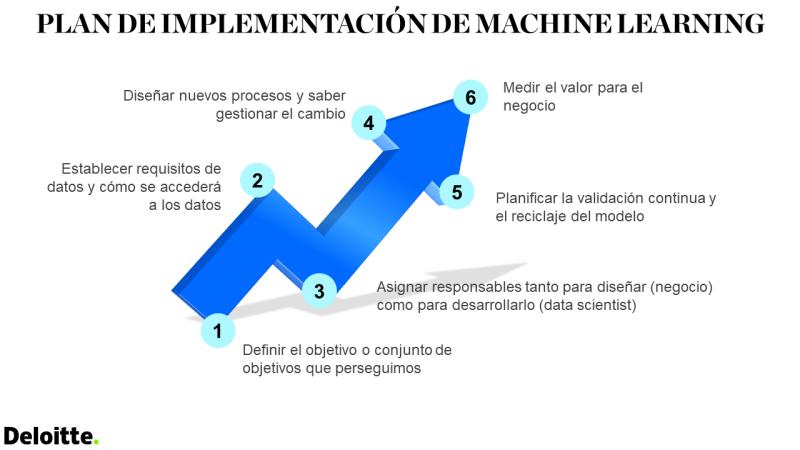 PLAN DE IMPLEMENTACIÓN DE MACHINE LEARNING
6
Medir el valor para el
negocio
Diseñar nuevos procesos y saber
gestionar el cambio
4
Establecer requisitos de
datos y cómo se accederá
a los datos
2
5
Planificar la validación continua y
el reciclaje del modelo
3
Asignar responsables tanto para diseñar (negocio)
como para desarrollarlo (data scientist)
1
Definir el objetivo o conjunto de
objetivos que perseguimos
Deloitte.